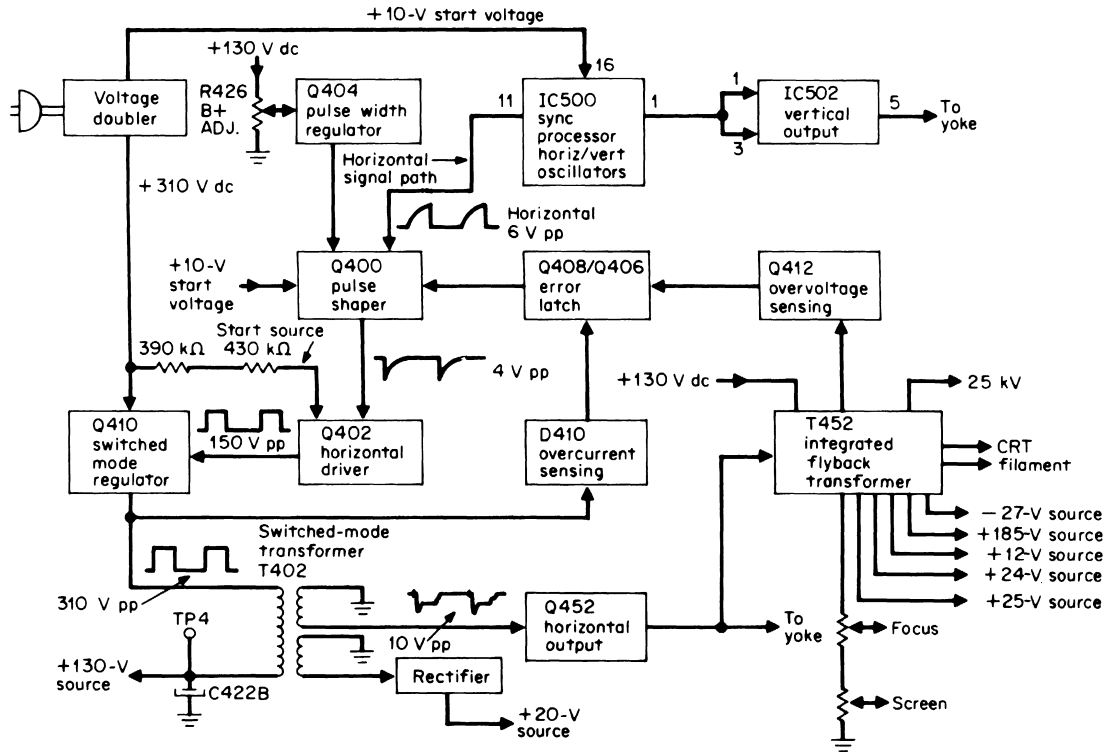 +10-V start voltage
+130 V dc
Voltage
doubler
R426
B+
ADJ.
Q404
pulse width
regulator
16
11
IC500
sync
processor
horiz/vert
oscillators
1
1
3
IC502
vertical
output
5
To
yoke
Horizontal
signal path
+310 V dc
Horizontal
6 V pp
+10-V
start
voltage
Q400
pulse
shaper
Q408/Q406
error
latch
Q412
overvoltage
sensing
Start source
390 kΩ
430 kΩ
4 V pp
+130 V dc
25 kV
Q410
switched
mode
regulator
150 V pp
Q402
horizontal
driver
D410
overcurrent
sensing
T452
integrated
flyback
transformer
CRT
filament
-27-V source
+185-V source
+12-V source
+24-V source
+25-V source
Switched-mode
transformer
T402
310 V pp
TP4
10 V pp
Q452
horizontal
output
To
yoke
Focus
+130-V
source
C422B
Rectifier
+20-V
source
Screen